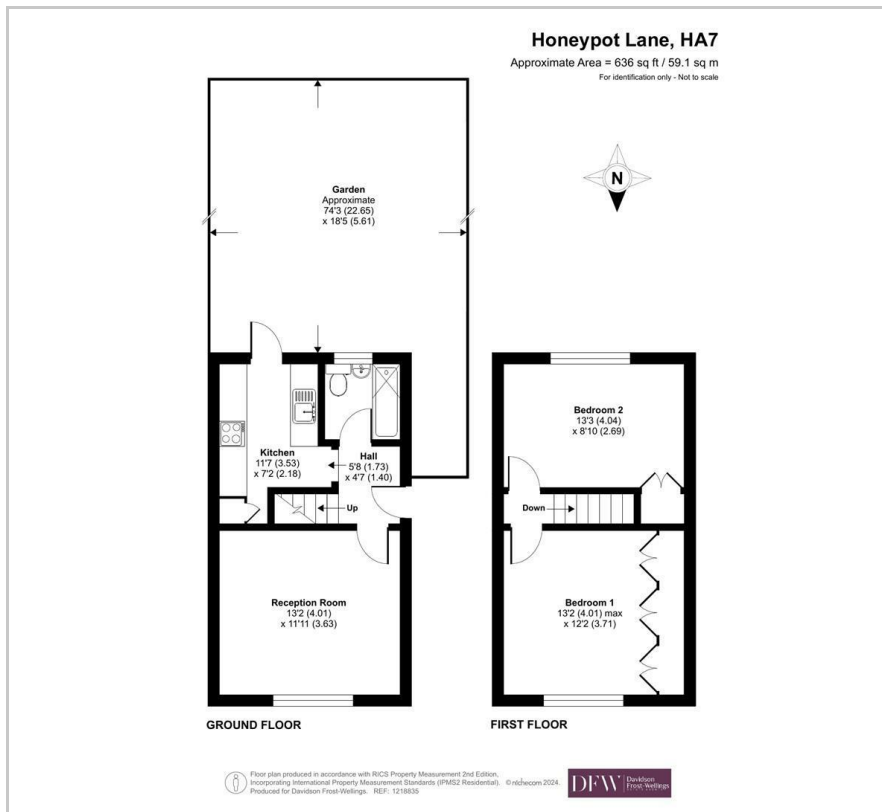 Honeypot Lane, HA7
Approximate Area = 636 sq ft / 59.1 sq m
For identification only - Not to scale
N
Garden
Approximate
74'3 (22.65)
x 18'5 (5.61)
Kitchen
11'7 (3.53)
x 7'2 (2.18)
Hall
5'8 (1.73)
x 4'7 (1.40)
Up
Reception Room
13'2 (4.01)
x 11'11 (3.63)
GROUND FLOOR
Bedroom 2
13'3 (4.04)
x 8'10 (2.69)
Down
Bedroom 1
13'2 (4.01) max
x 12'2 (3.71)
FIRST FLOOR
Floor plan produced in accordance with RICS Property Measurement 2nd Edition,
Incorporating International Property Measurement Standards (IPMS2 Residential). © nichecom 2024.
Produced for Davidson Frost-Wellings. REF: 1218835
DFW Davidson
Frost-Wellings